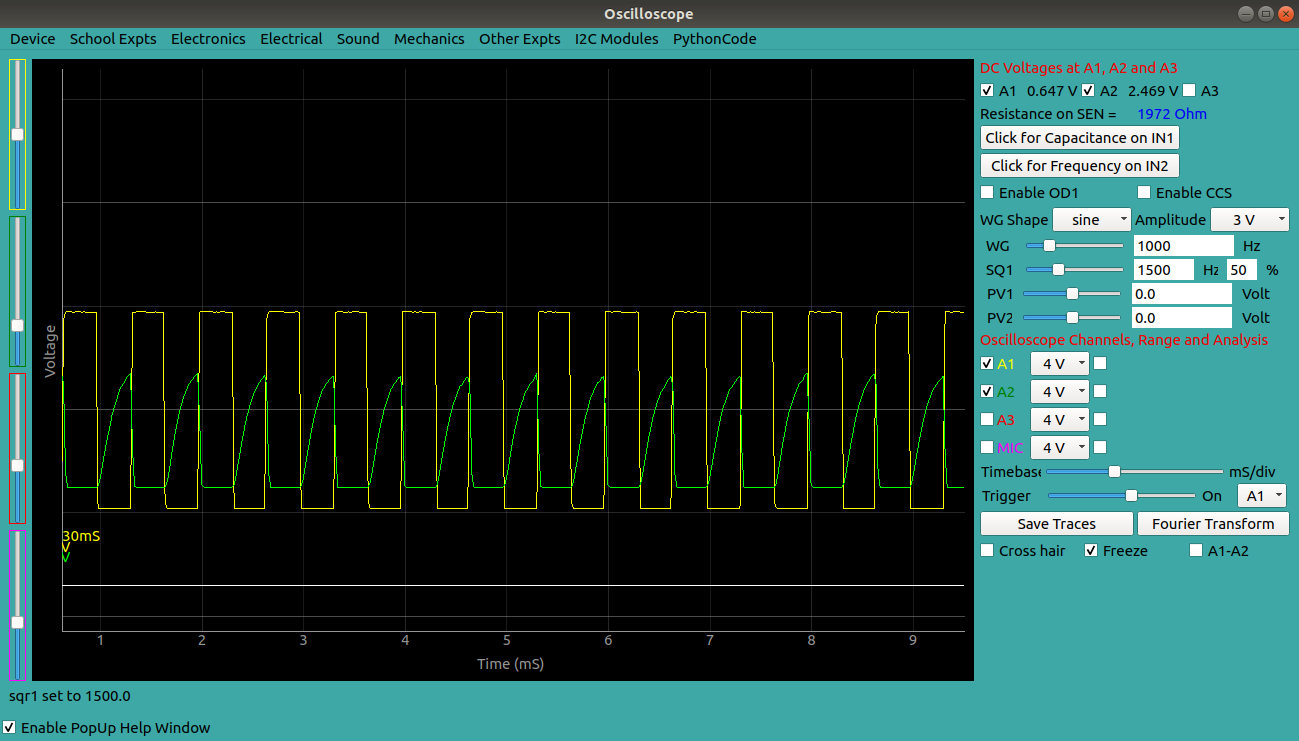 Oscilloscope
Device School Expts Electronics Electrical Sound Mechanics Other Expts I2C Modules PythonCode
DC Voltages at A1, A2 and A3
A1 0.647 V A2 2.469 V A3
Resistance on SEN = 1972 Ohm
Click for Capacitance on IN1
Click for Frequency on IN2
Enable OD1 Enable CCS
WG Shape sine Amplitude 3 V
WG 1000 Hz
SQ1 1500 Hz 50 %
PV1 0.0 Volt
PV2 0.0 Volt
Oscilloscope Channels, Range and Analysis
A1 4 V
A2 4 V
A3 4 V
MIC 4 V
Timebase mS/div
Trigger On A1
Save Traces Fourier Transform
Cross hair Freeze A1-A2
Voltage
30mS
1 2 3 4 5 6 7 8 9
Time (mS)
sqr1 set to 1500.0
Enable PopUp Help Window